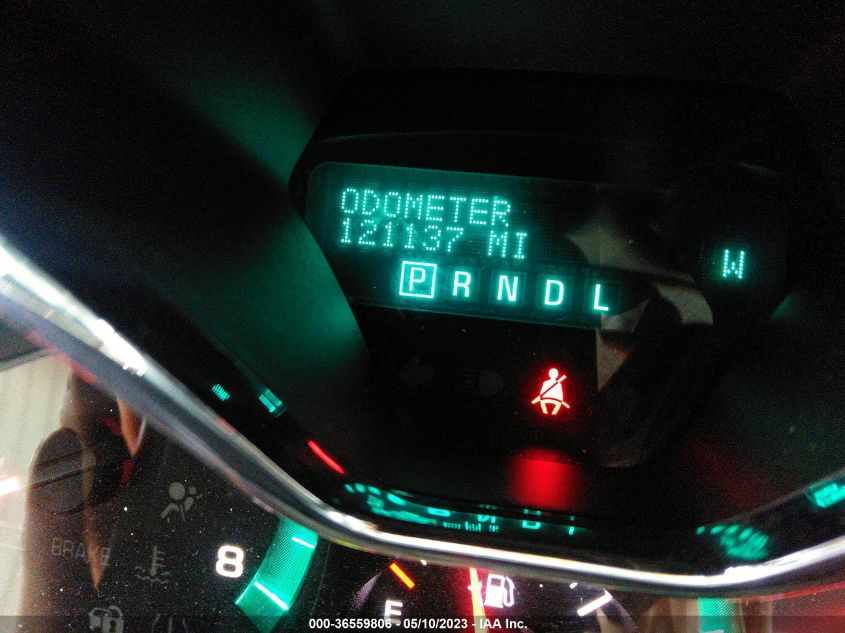 ODOMETER
121137 MI
W
P R N D L
BRAKE
8
E
000-36559806 - 05/10/2023 - IAA Inc.